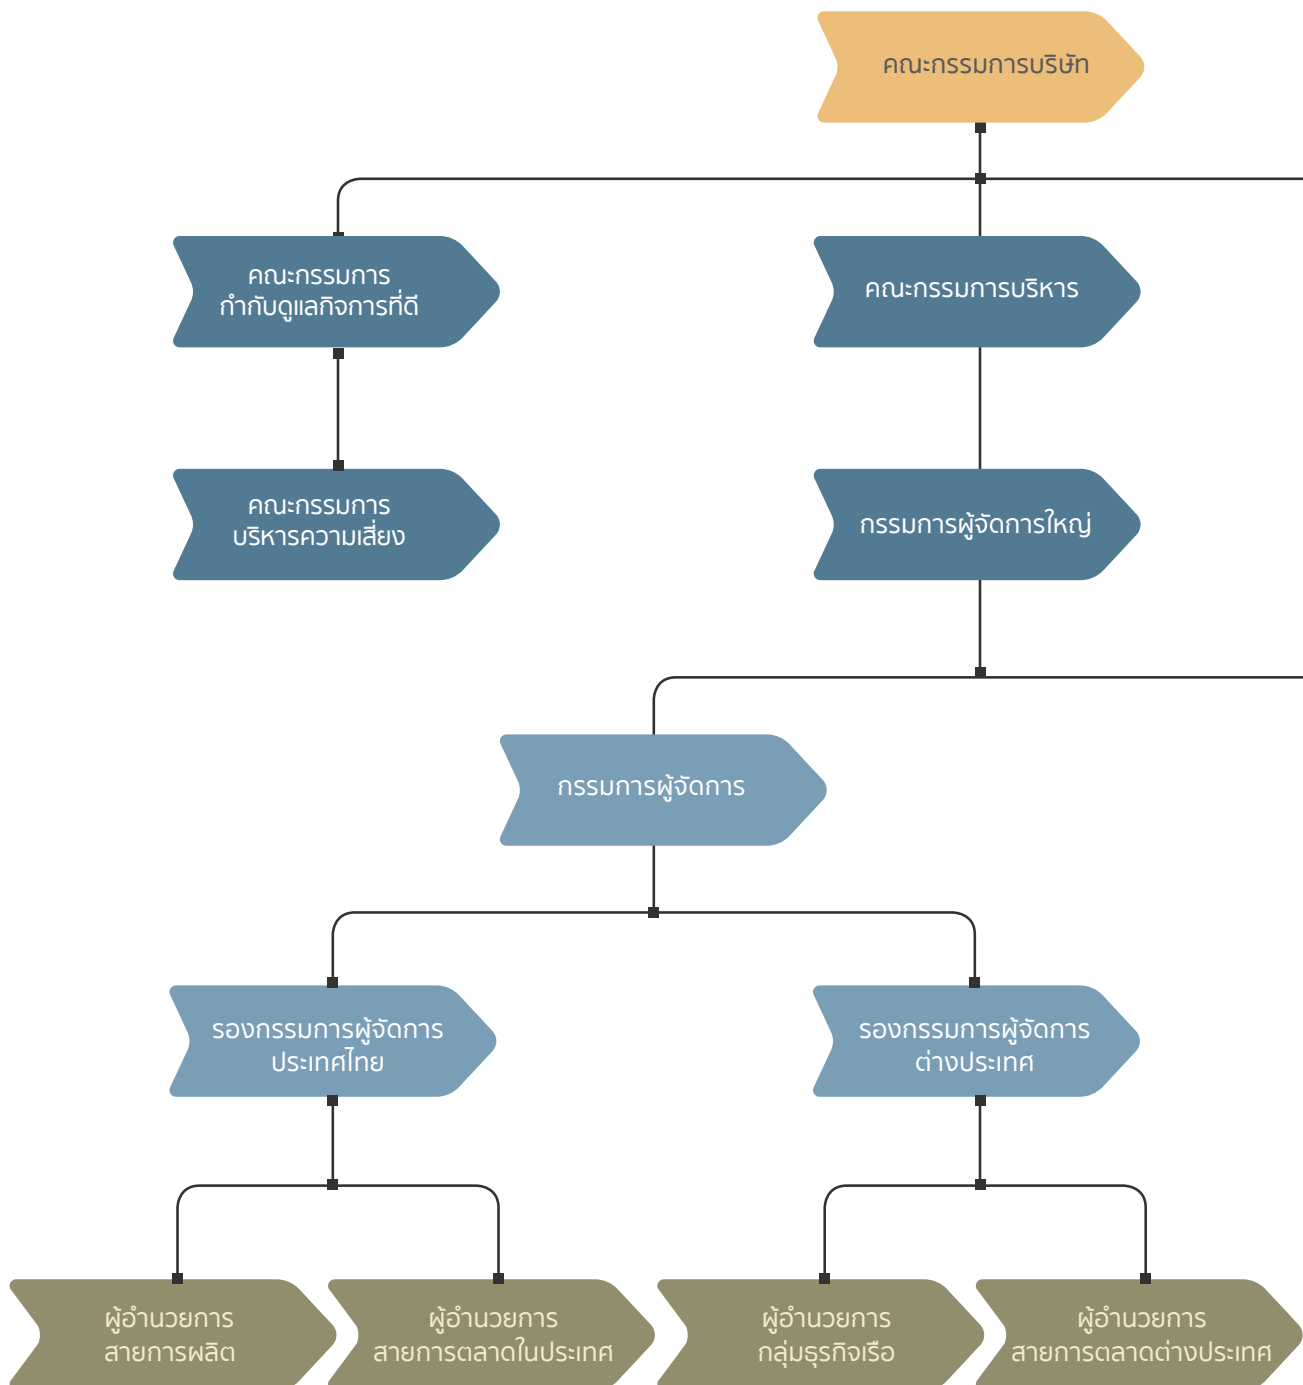 คณะกรรมการบริษัท
คณะกรรมการ
กำกับดูแลกิจการที่ดี
คณะกรรมการบริหาร
คณะกรรมการ
บริหารความเสี่ยง
กรรมการผู้จัดการใหญ่
กรรมการผู้จัดการ
รองกรรมการผู้จัดการ
ประเทศไทย
รองกรรมการผู้จัดการ
ต่างประเทศ
ผู้อำนวยการ
สายการผลิต
ผู้อำนวยการ
สายการตลาดในประเทศ
ผู้อำนวยการ
กลุ่มธุรกิจเรือ
ผู้อำนวยการ
สายการตลาดต่างประเทศ